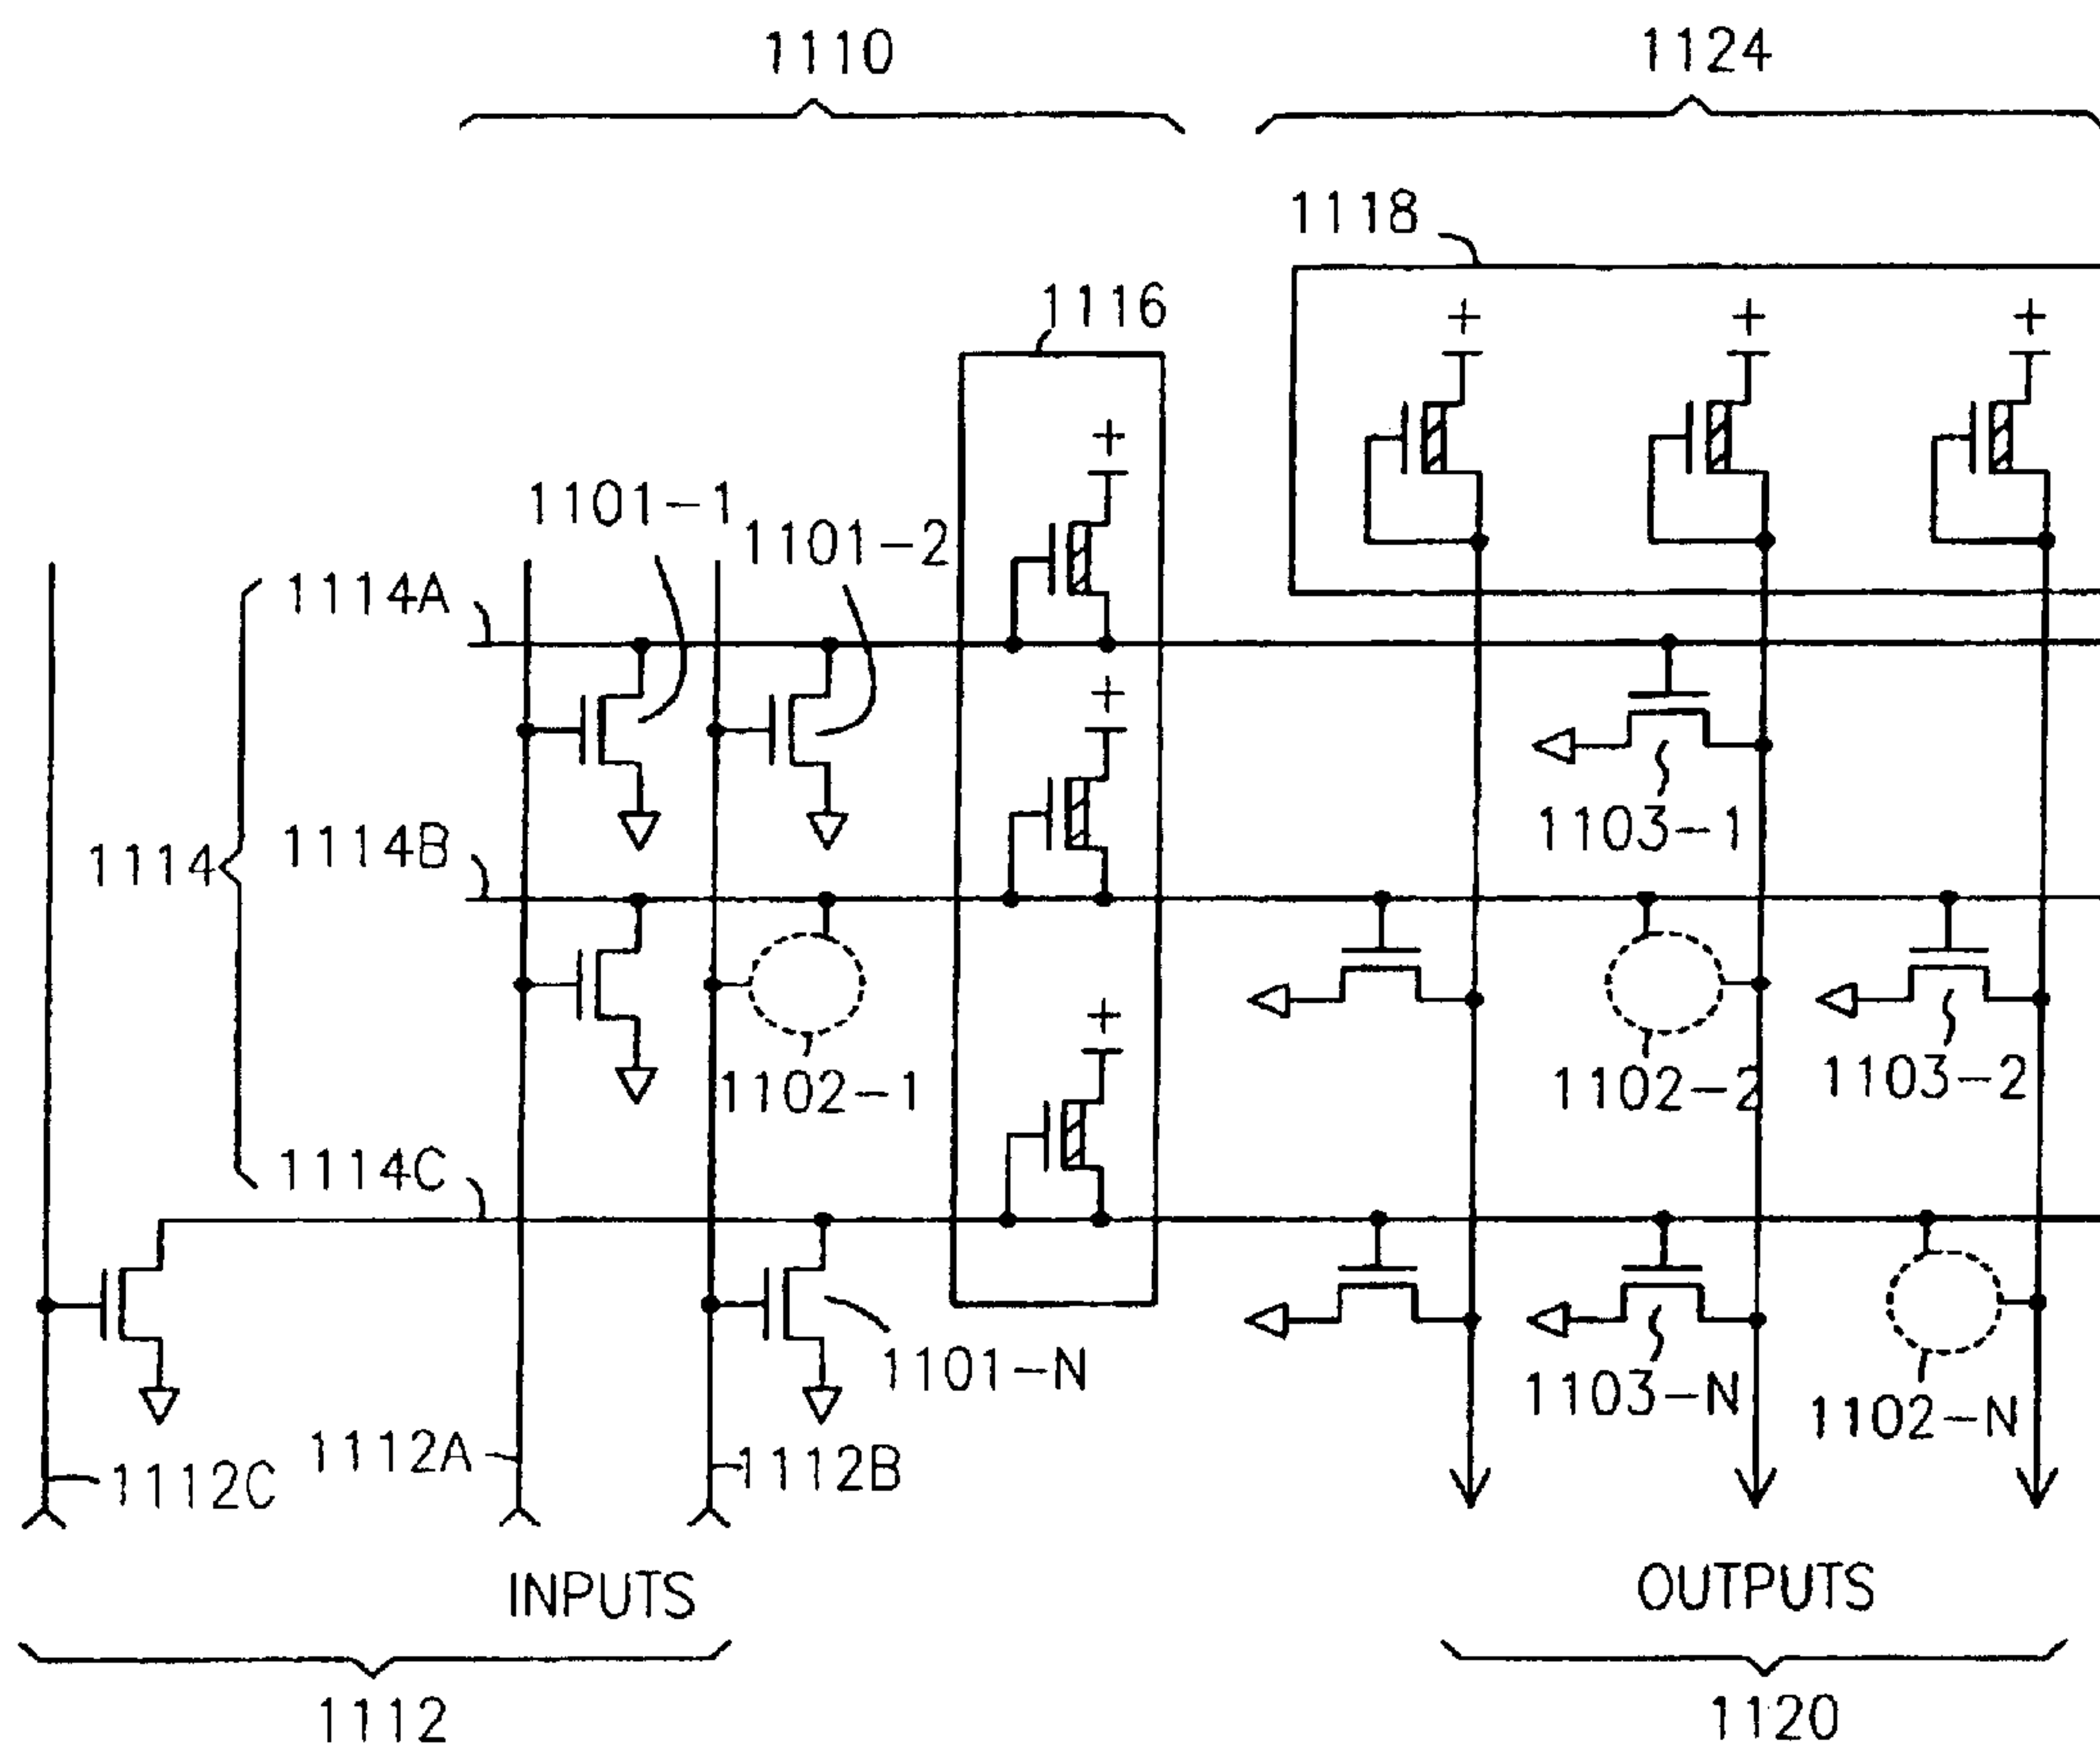 1110
1124
1118
+ + +
1116
+
1101-1
1101-2
1114A
+
1103-1
1114B
1114
+
1102-1
1102-2
1103-2
1114C
1101-N
1103-N
1102-N
1112A
1112B
1112C
INPUTS
OUTPUTS
1112
1120